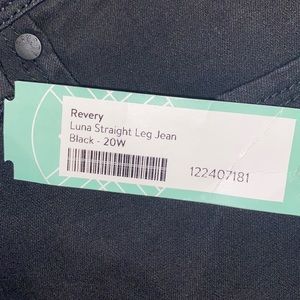 Revery
Luna Straight Leg Jean
Black - 20W
122407181